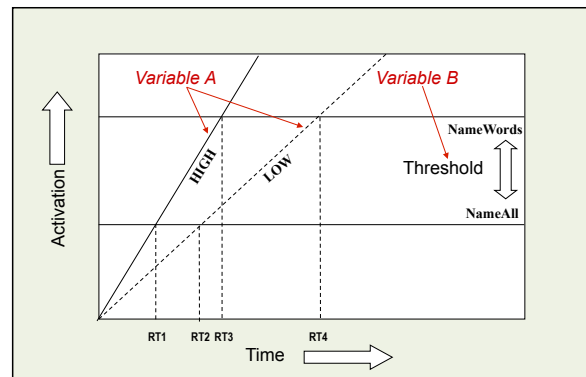 Variable A
Variable B
Activation
HIGH
LOW
NameWords
Threshold
NameAll
RT1
RT2
RT3
RT4
Time